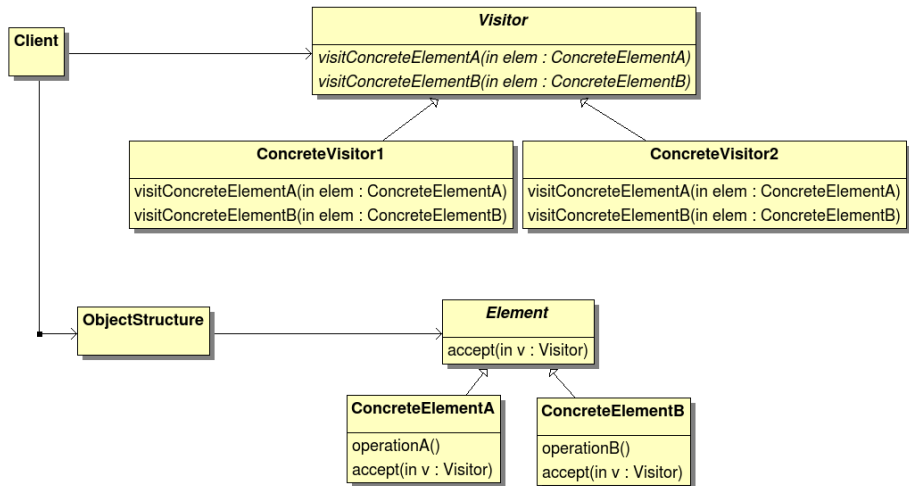 Client
Visitor
visitConcreteElementA(in elem : ConcreteElementA)
visitConcreteElementB(in elem : ConcreteElementB)
ConcreteVisitor1
visitConcreteElementA(in elem : ConcreteElementA)
visitConcreteElementB(in elem : ConcreteElementB)
ConcreteVisitor2
visitConcreteElementA(in elem : ConcreteElementA)
visitConcreteElementB(in elem : ConcreteElementB)
ObjectStructure
Element
accept(in v : Visitor)
ConcreteElementA
operationA()
accept(in v : Visitor)
ConcreteElementB
operationB()
accept(in v : Visitor)